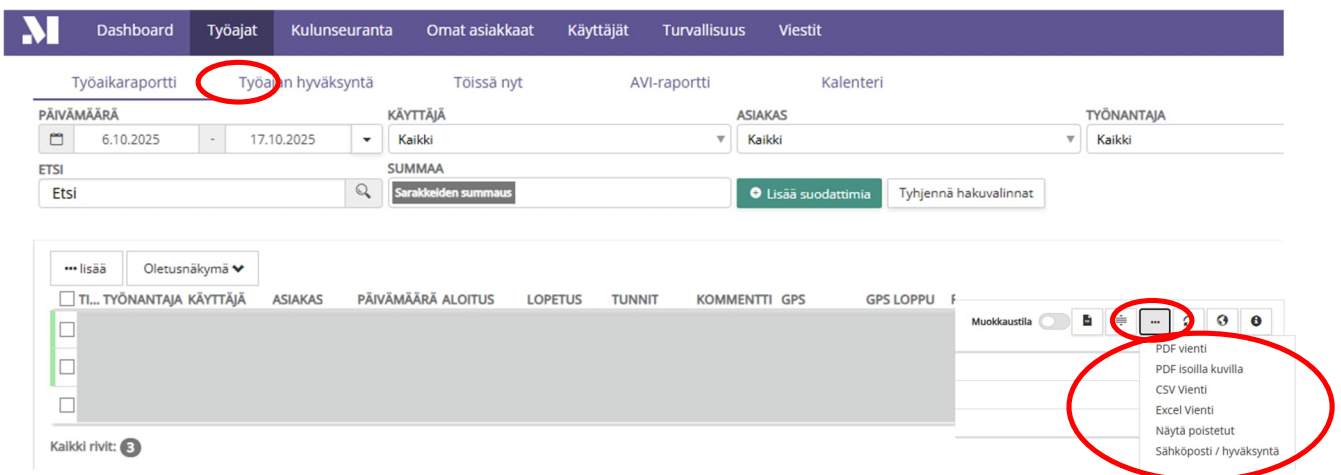 Dashboard Työajat Kulunseuranta Omat asiakkaat Käyttäjät Turvallisuus Viestit
Työaikaraportti Työajan hyväksyntä Töissä nyt AVI-raportti Kalenteri
PÄIVÄMÄÄRÄ KÄYTTÄJÄ ASIAKAS TYÖNANTAJA
6.10.2025 - 17.10.2025 Kaikki Kaikki Kaikki
ETSI SUMMAA
Etsi Sarakkeiden summaus Lisää suodattimia Tyhjennä hakuvalinnat
••• lisää Oletusnäkymä
TI... TYÖNANTAJA KÄYTTÄJÄ ASIAKAS PÄIVÄMÄÄRÄ ALOITUS LOPETUS TUNNIT KOMMENTTI GPS GPS LOPPU
Muokkaustila ...
PDF vienti
PDF isoilla kuvilla
CSV Vienti
Excel Vienti
Näytä poistetut
Sähköposti / hyväksyntä
Kaikki rivit: 3